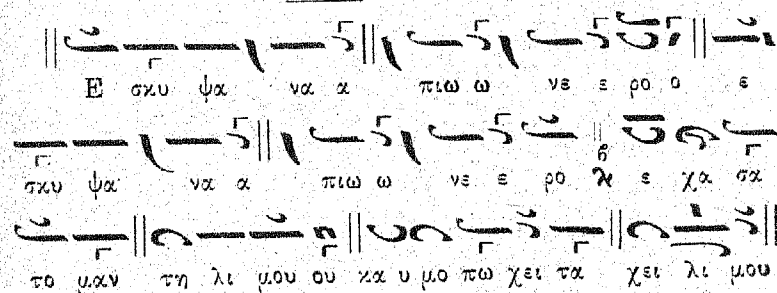 Ε σκυ ψα να α πιω ω νε ε ρο ο ε
σκυ ψα να α πιω ω νε ε ρο ε χα σα
το μαν τη λι μου ου κα υ μο πω χει τα χει λι μου